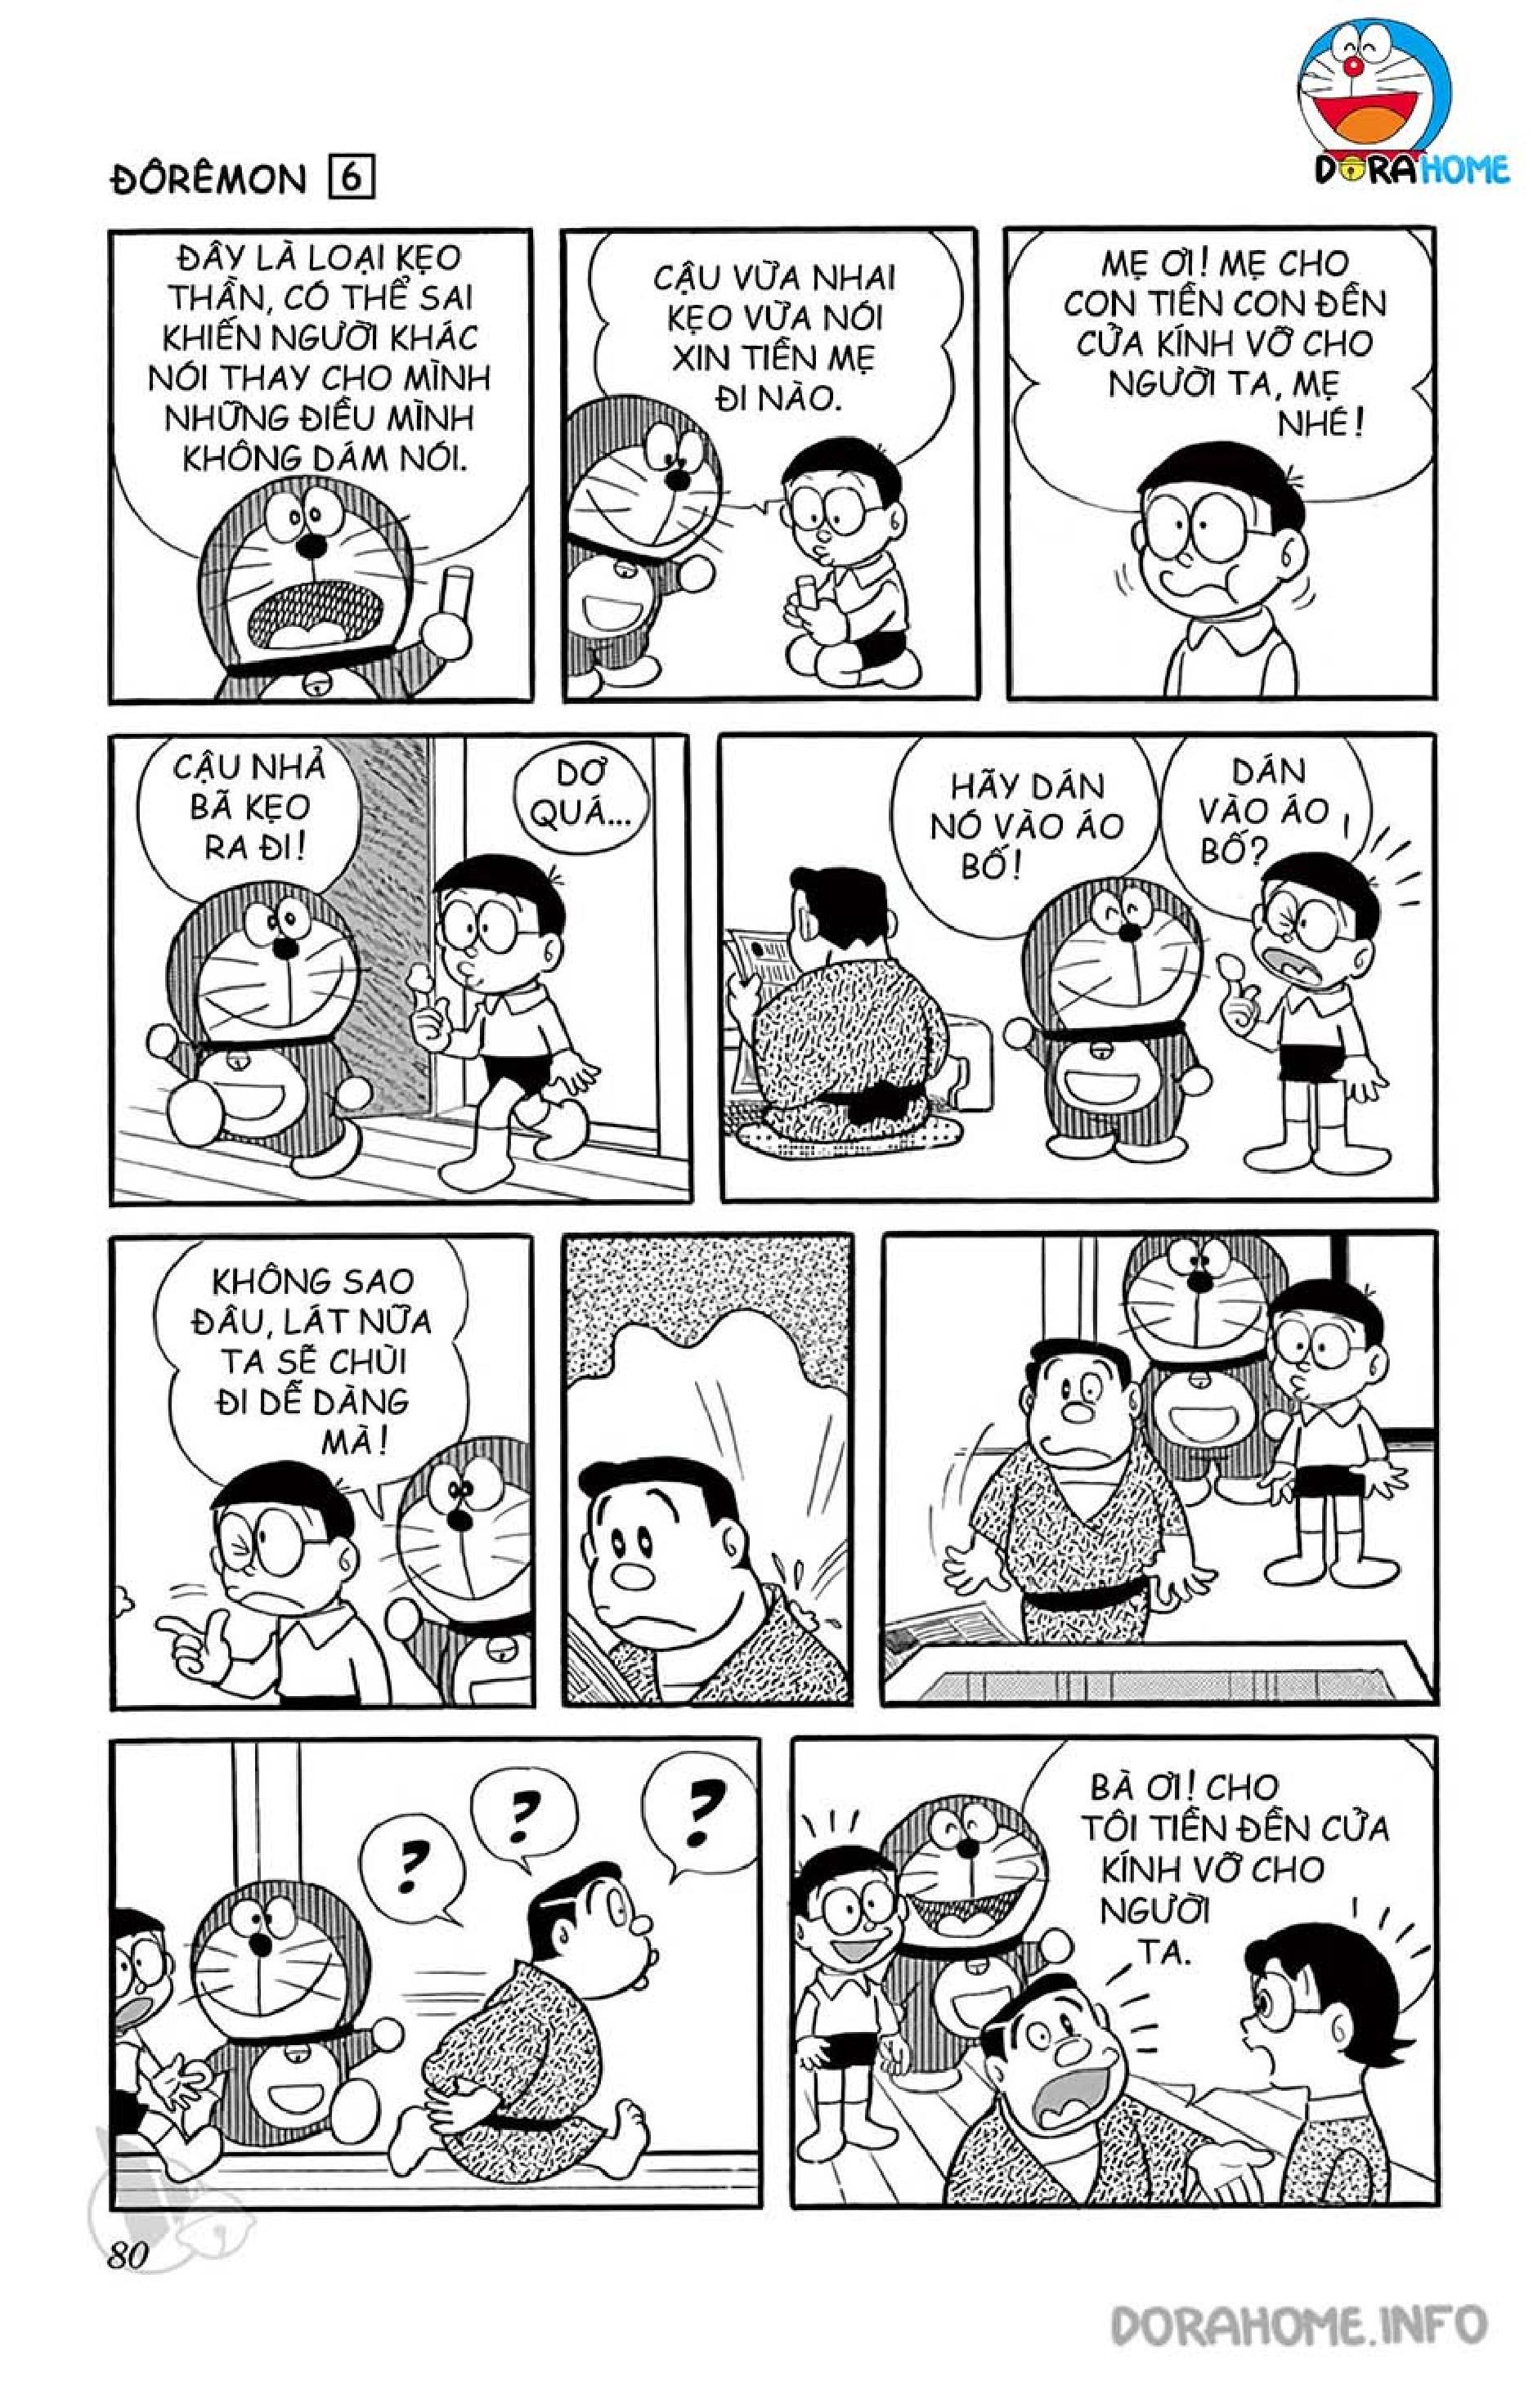 DORAHOME
ĐÔRÊMON 6
ĐÂY LÀ LOẠI KẸO
THẦN, CÓ THỂ SAI
KHIẾN NGƯỜI KHÁC
NÓI THAY CHO MÌNH
NHỮNG ĐIỀU MÌNH
KHÔNG DÁM NÓI.
CẬU VỪA NHAI
KẸO VỪA NÓI
XIN TIỀN MẸ
ĐI NÀO.
MẸ ƠI! MẸ CHO
CON TIỀN CON ĐỀN
CỬA KÍNH VỠ CHO
NGƯỜI TA, MẸ
NHÉ!
CẬU NHẢ
BÃ KẸO
RA ĐI!
DƠ
QUÁ...
HÃY DÁN
NÓ VÀO ÁO
BỐ!
DÁN
VÀO ÁO
BỐ?
KHÔNG SAO
ĐÂU, LÁT NỮA
TA SẼ CHÙI
ĐI DỄ DÀNG
MÀ!
?
?
?
BÀ ƠI! CHO
TÔI TIỀN ĐỀN CỬA
KÍNH VỠ CHO
NGƯỜI
TA.
80
DORAHOME.INFO